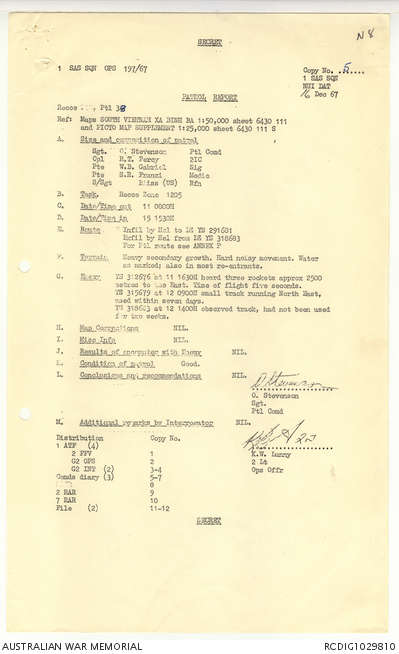 N 8
SECRET
1 SAS SQN OPS 197/67
Copy No. 5....
1 SAS SQN
NUI DAT
16 Dec 67
PATROL REPORT
Recce Ptl 38
Ref: Maps SOUTH VIETNAM XA BINH BA 1:50,000 sheet 6430 111
and PICTO MAP SUPPLEMENT 1:25,000 sheet 6430 111 S
A. Size and composition of patrol
Sgt. O. Stevenson Ptl Comd
Cpl R.T. Percy 2IC
Pte W.B. Gabriel Sig
Pte S.R. Franzi Medic
S/Sgt Bliss (US) Rfn
B. Task. Recce Zone 1205
C. Date/Time out 11 0800H
D. Date/Time in 15 1530H
E. Route Infil by Hel to LZ YS 291681
Exfil by Hel from LZ YS 318683
For Ptl route see ANNEX P
F. Terrain. Heavy secondary growth. Hard noisy movement. Water
as marked; also in most re-entrants.
G. Enemy YS 312676 at 11 1630H heard three rockets approx 2500
metres to the East. Time of flight five seconds.
YS 315679 at 12 0900H small track running North East,
used within seven days.
YS 318683 at 12 1400H observed track, had not been used
for two weeks.
H. Map Corrections NIL.
I. Misc Info NIL.
J. Results of encounter with Enemy NIL.
K. Condition of patrol Good.
L. Conclusions and recommendations NIL.
O. Stevenson
Sgt.
Ptl Comd
M. Additional remarks by Interrogator NIL.
Distribution Copy No.
1 ATF (4)
2 FFV 1
G2 OPS 2
G2 INT (2) 3-4
Comds diary (3) 5-7
8
2 RAR 9
7 RAR 10
File (2) 11-12
K.W. Lurry
2 Lt
Ops Offr
SECRET
AUSTRALIAN WAR MEMORIAL
RCDIG1029810